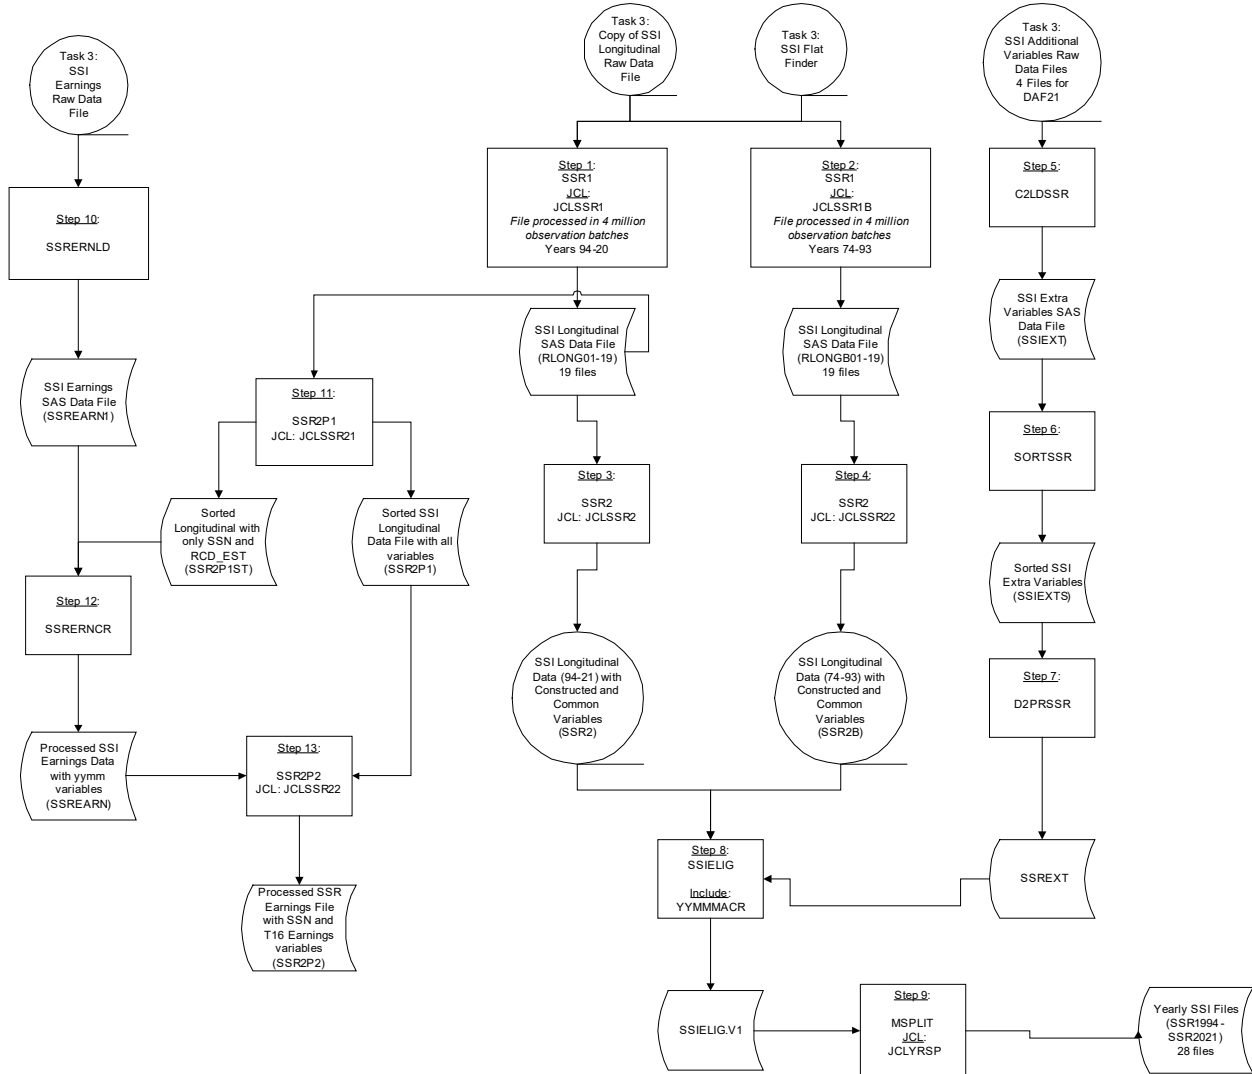 Task 3:
SSI
Earnings
Raw Data
File
Task 3:
Copy of SSI
Longitudinal
Raw Data
File
Task 3:
SSI Flat
Finder
Task 3:
SSI Additional
Variables Raw
Data Files
4 Files for
DAF21
Step 10:
SSRERNLD
Step 1:
SSR1
JCL:
JCLSSR1
File processed in 4 million
observation batches
Years 94-20
Step 2:
SSR1
JCL:
JCLSSR1B
File processed in 4 million
observation batches
Years 74-93
Step 5:
C2LDSSR
SSI Earnings
SAS Data File
(SSREARN1)
SSI Longitudinal
SAS Data File
(RLONG01-19)
19 files
SSI Longitudinal
SAS Data File
(RLONGB01-19)
19 files
SSI Extra
Variables SAS
Data File
(SSIEXT)
Step 11:
SSR2P1
JCL: JCLSSR21
Step 3:
SSR2
JCL: JCLSSR2
Step 4:
SSR2
JCL: JCLSSR22
Step 6:
SORTSSR
Sorted
Longitudinal with
only SSN and
RCD_EST
(SSR2P1ST)
Sorted SSI
Longitudinal
Data File with all
variables
(SSR2P1)
Sorted SSI
Extra Variables
(SSIEXTS)
Step 12:
SSRERNCR
SSI Longitudinal
Data (94-21) with
Constructed and
Common
Variables
(SSR2)
SSI Longitudinal
Data (74-93) with
Constructed and
Common
Variables
(SSR2B)
Step 7:
D2PRSSR
Processed SSI
Earnings Data
with yymm
variables
(SSREARN)
Step 13:
SSR2P2
JCL: JCLSSR22
Step 8:
SSIELIG
Include:
YYMMMACR
SSREXT
Processed SSR
Earnings File
with SSN and
T16 Earnings
variables
(SSR2P2)
SSIELIG.V1
Step 9:
MSPLIT
JCL:
JCLYRSP
Yearly SSI Files
(SSR1994 -
SSR2021)
28 files